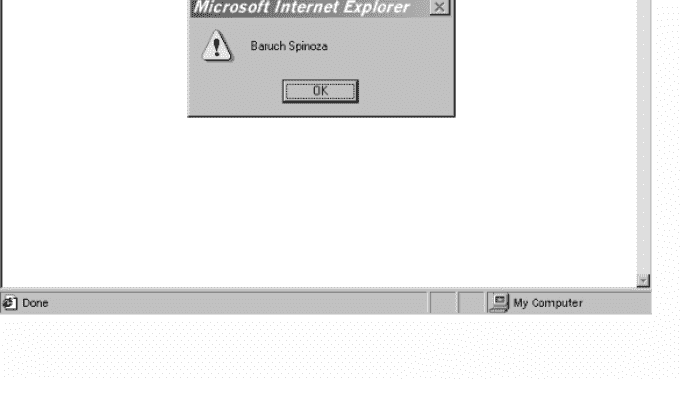 Microsoft Internet Explorer
Baruch Spinoza
OK
Done
My Computer